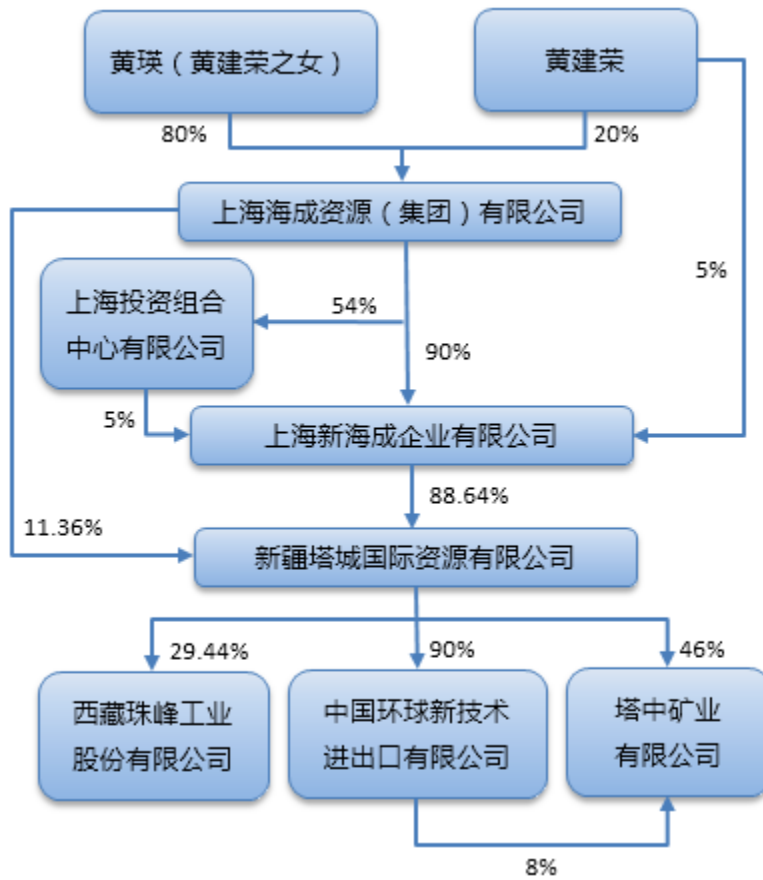 黄瑛（黄建荣之女）
黄建荣
80%
20%
上海海成资源（集团）有限公司
5%
上海投资组合
中心有限公司
54%
90%
5%
上海新海成企业有限公司
88.64%
11.36%
新疆塔城国际资源有限公司
29.44%
90%
46%
西藏珠峰工业
股份有限公司
中国环球新技术
进出口有限公司
塔中矿业
有限公司
8%